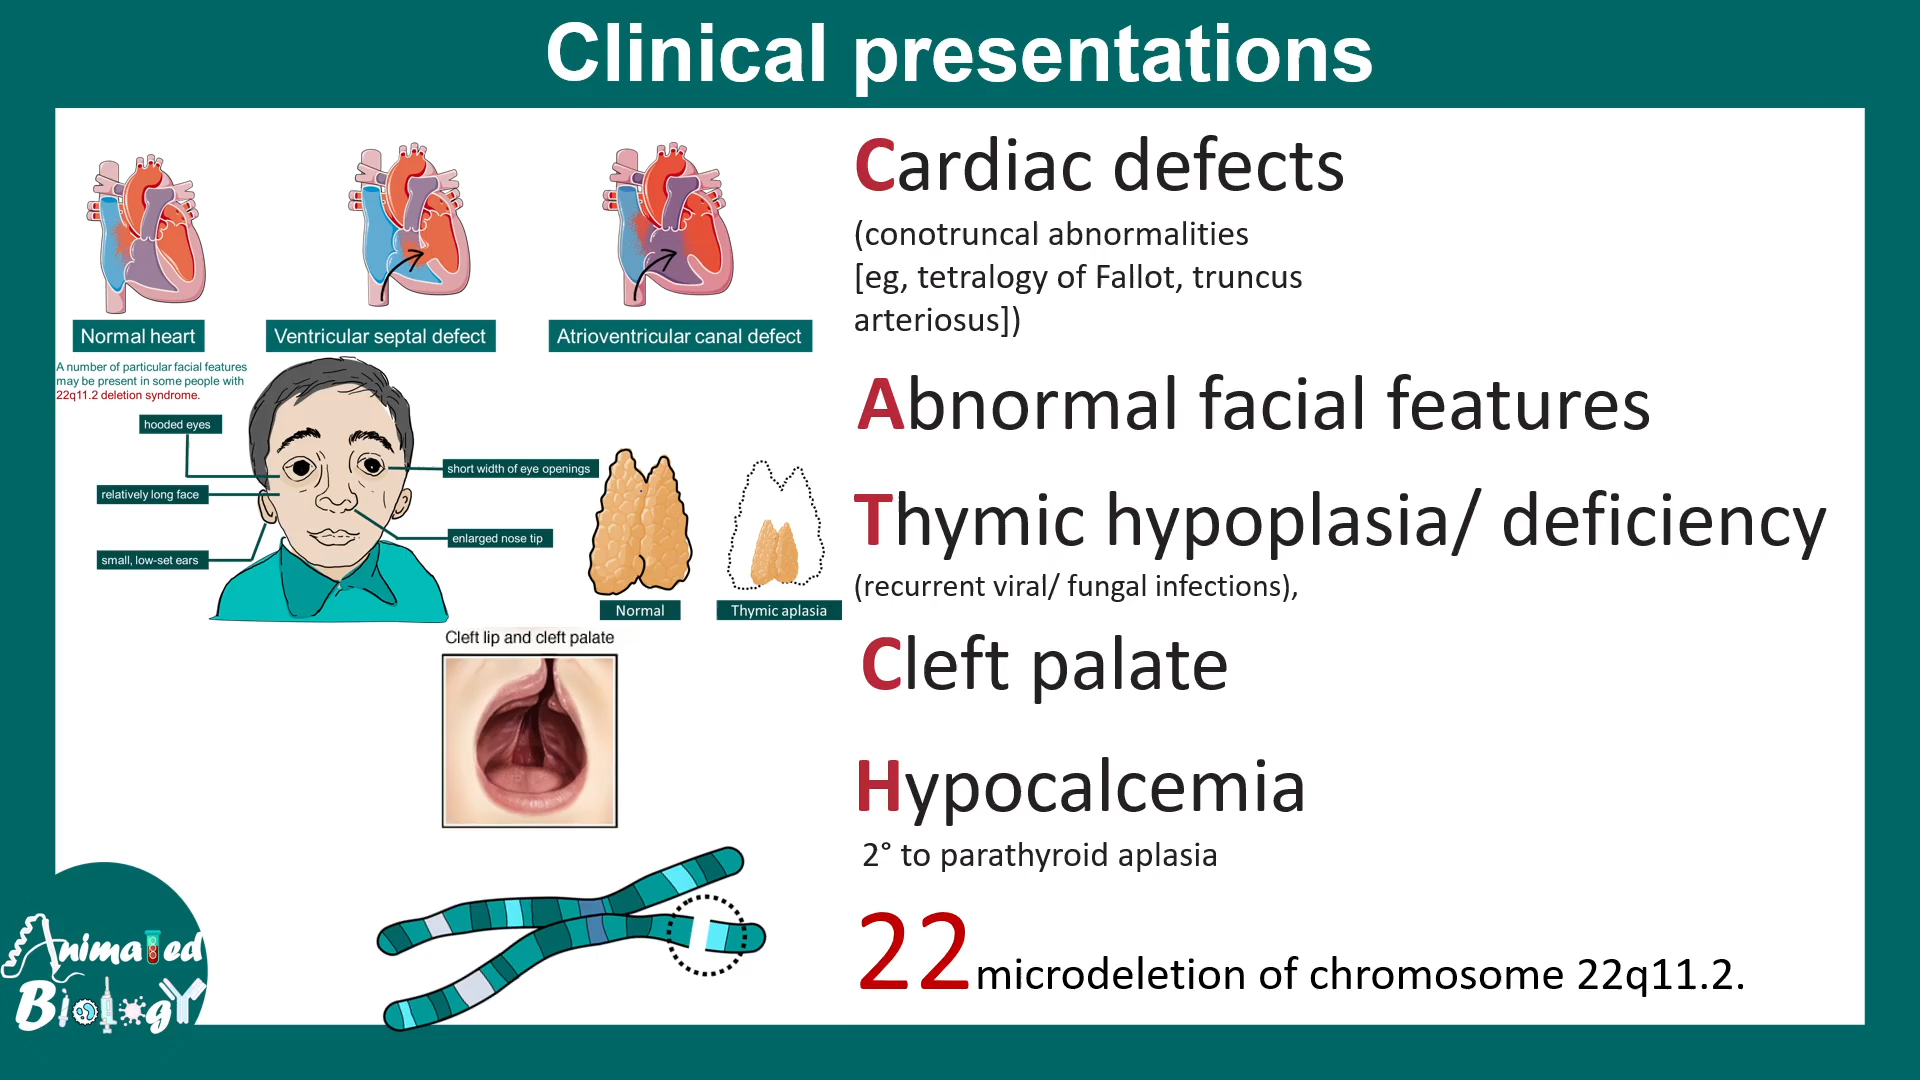 Clinical presentations
Normal heart
Ventricular septal defect
Atrioventricular canal defect
A number of particular facial features
may be present in some people with
22q11.2 deletion syndrome.
hooded eyes
short width of eye openings
relatively long face
enlarged nose tip
small, low-set ears
Normal
Thymic aplasia
Cleft lip and cleft palate
Cardiac defects
(conotruncal abnormalities
[eg, tetralogy of Fallot, truncus
arteriosus])
Abnormal facial features
Thymic hypoplasia/ deficiency
(recurrent viral/ fungal infections),
Cleft palate
Hypocalcemia
2° to parathyroid aplasia
22 microdeletion of chromosome 22q11.2.
Animated
Biology